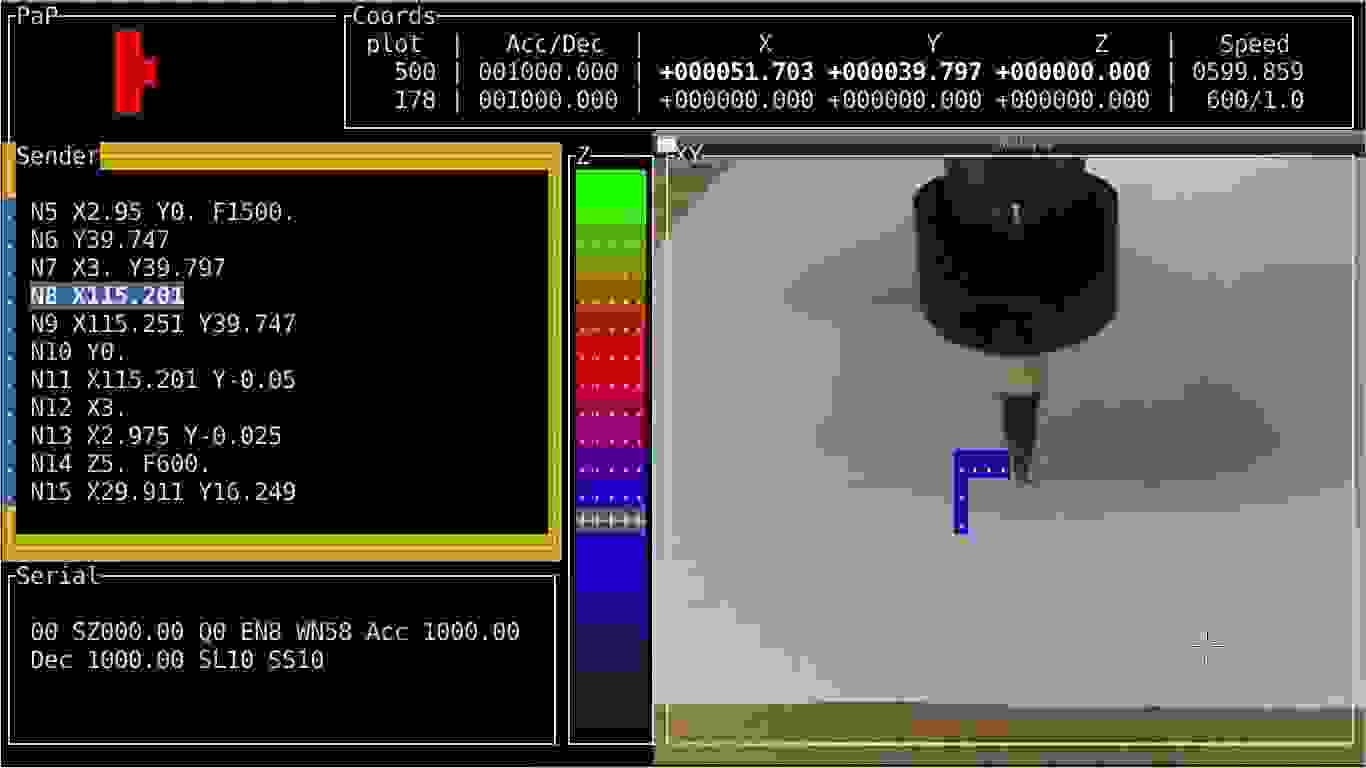 PaP
Coords
plot | Acc/Dec | X Y Z | Speed
500 | 001000.000 | +000051.703 +000039.797 +000000.000 | 0599.859
178 | 001000.000 | +000000.000 +000000.000 +000000.000 | 600/1.0
Sender
N5 X2.95 Y0. F1500.
N6 Y39.747
N7 X3. Y39.797
N8 X115.201
N9 X115.251 Y39.747
N10 Y0.
N11 X115.201 Y-0.05
N12 X3.
N13 X2.975 Y-0.025
N14 Z5. F600.
N15 X29.911 Y16.249
Z
XY
Serial
00 SZ000.00 Q0 EN8 WN58 Acc 1000.00
Dec 1000.00 SL10 SS10